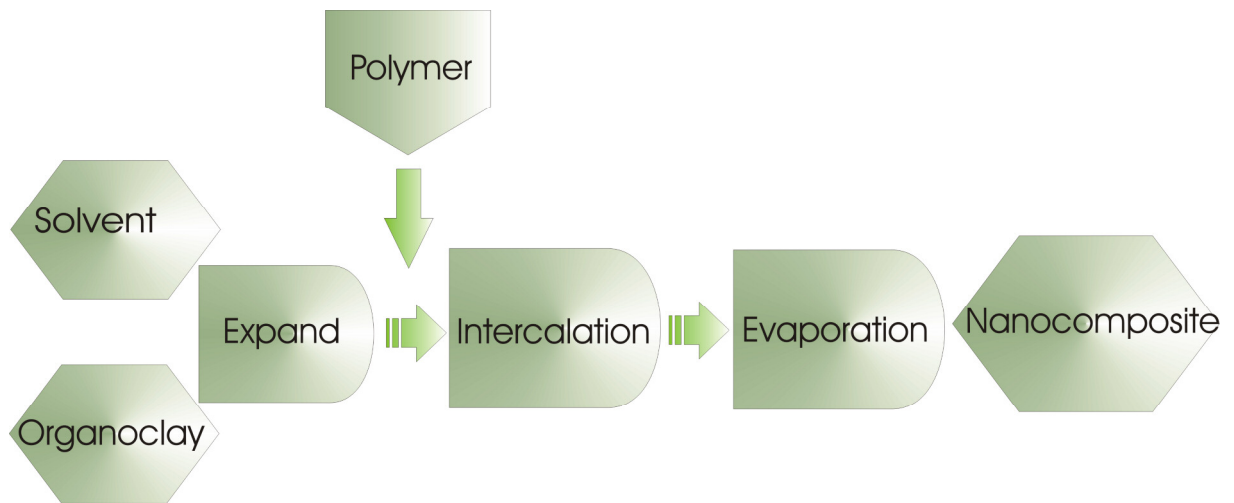 Polymer
Solvent
Expand
Intercalation
Evaporation
Nanocomposite
Organoclay